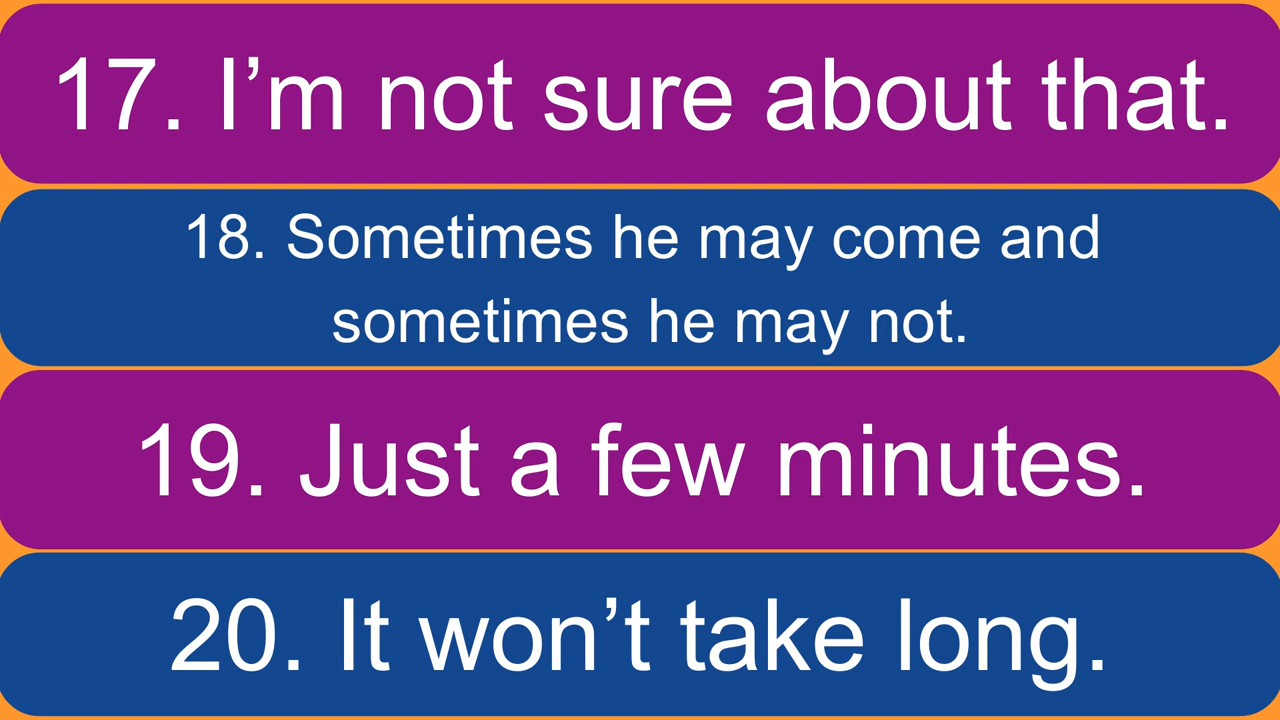 17. I’m not sure about that.
18. Sometimes he may come and
sometimes he may not.
19. Just a few minutes.
20. It won’t take long.